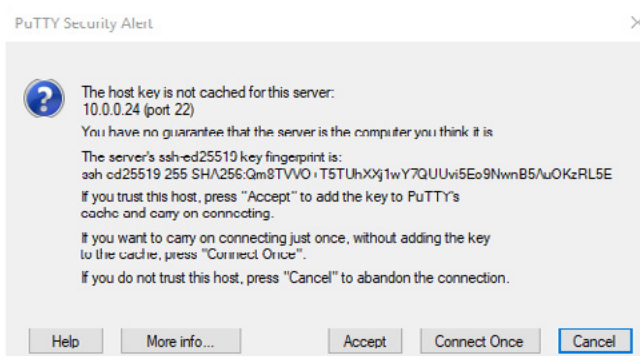 PuTTY Security Alert
The host key is not cached for this server:
10.0.0.24 (port 22)
You have no guarantee that the server is the computer you think it is
The server's ssh-ed25519 key fingerprint is:
ssh-ed25519 255
If you trust this host, press "Accept" to add the key to PuTTY's
cache and carry on connecting.
If you want to carry on connecting just once, without adding the key
to the cache, press "Connect Once".
If you do not trust this host, press "Cancel" to abandon the connection.
Help More info... Accept Connect Once Cancel